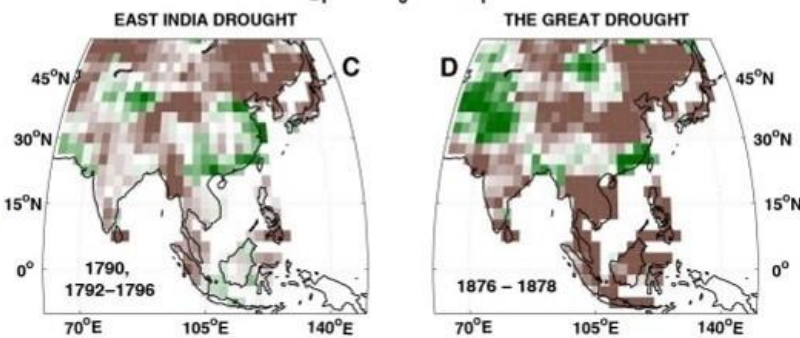 EAST INDIA DROUGHT
THE GREAT DROUGHT
C
D
45°N
30°N
15°N
0°
1790,
1792–1796
70°E
105°E
140°E
45°N
30°N
15°N
0°
1876 – 1878
70°E
105°E
140°E